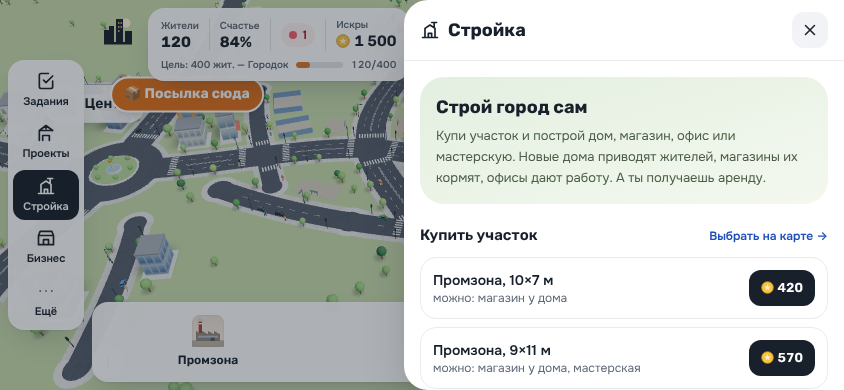 Жители
120
Счастье
84%
1
Искры
1 500
Цель: 400 жит. — Городок
120/400
Задания
Проекты
Стройка
Бизнес
Ещё
Цен
Посылка сюда
Промзона
Стройка
Строй город сам
Купи участок и построй дом, магазин, офис или
мастерскую. Новые дома приводят жителей, магазины их
кормят, офисы дают работу. А ты получаешь аренду.
Купить участок
Выбрать на карте →
Промзона, 10×7 м
можно: магазин у дома
420
Промзона, 9×11 м
можно: магазин у дома, мастерская
570